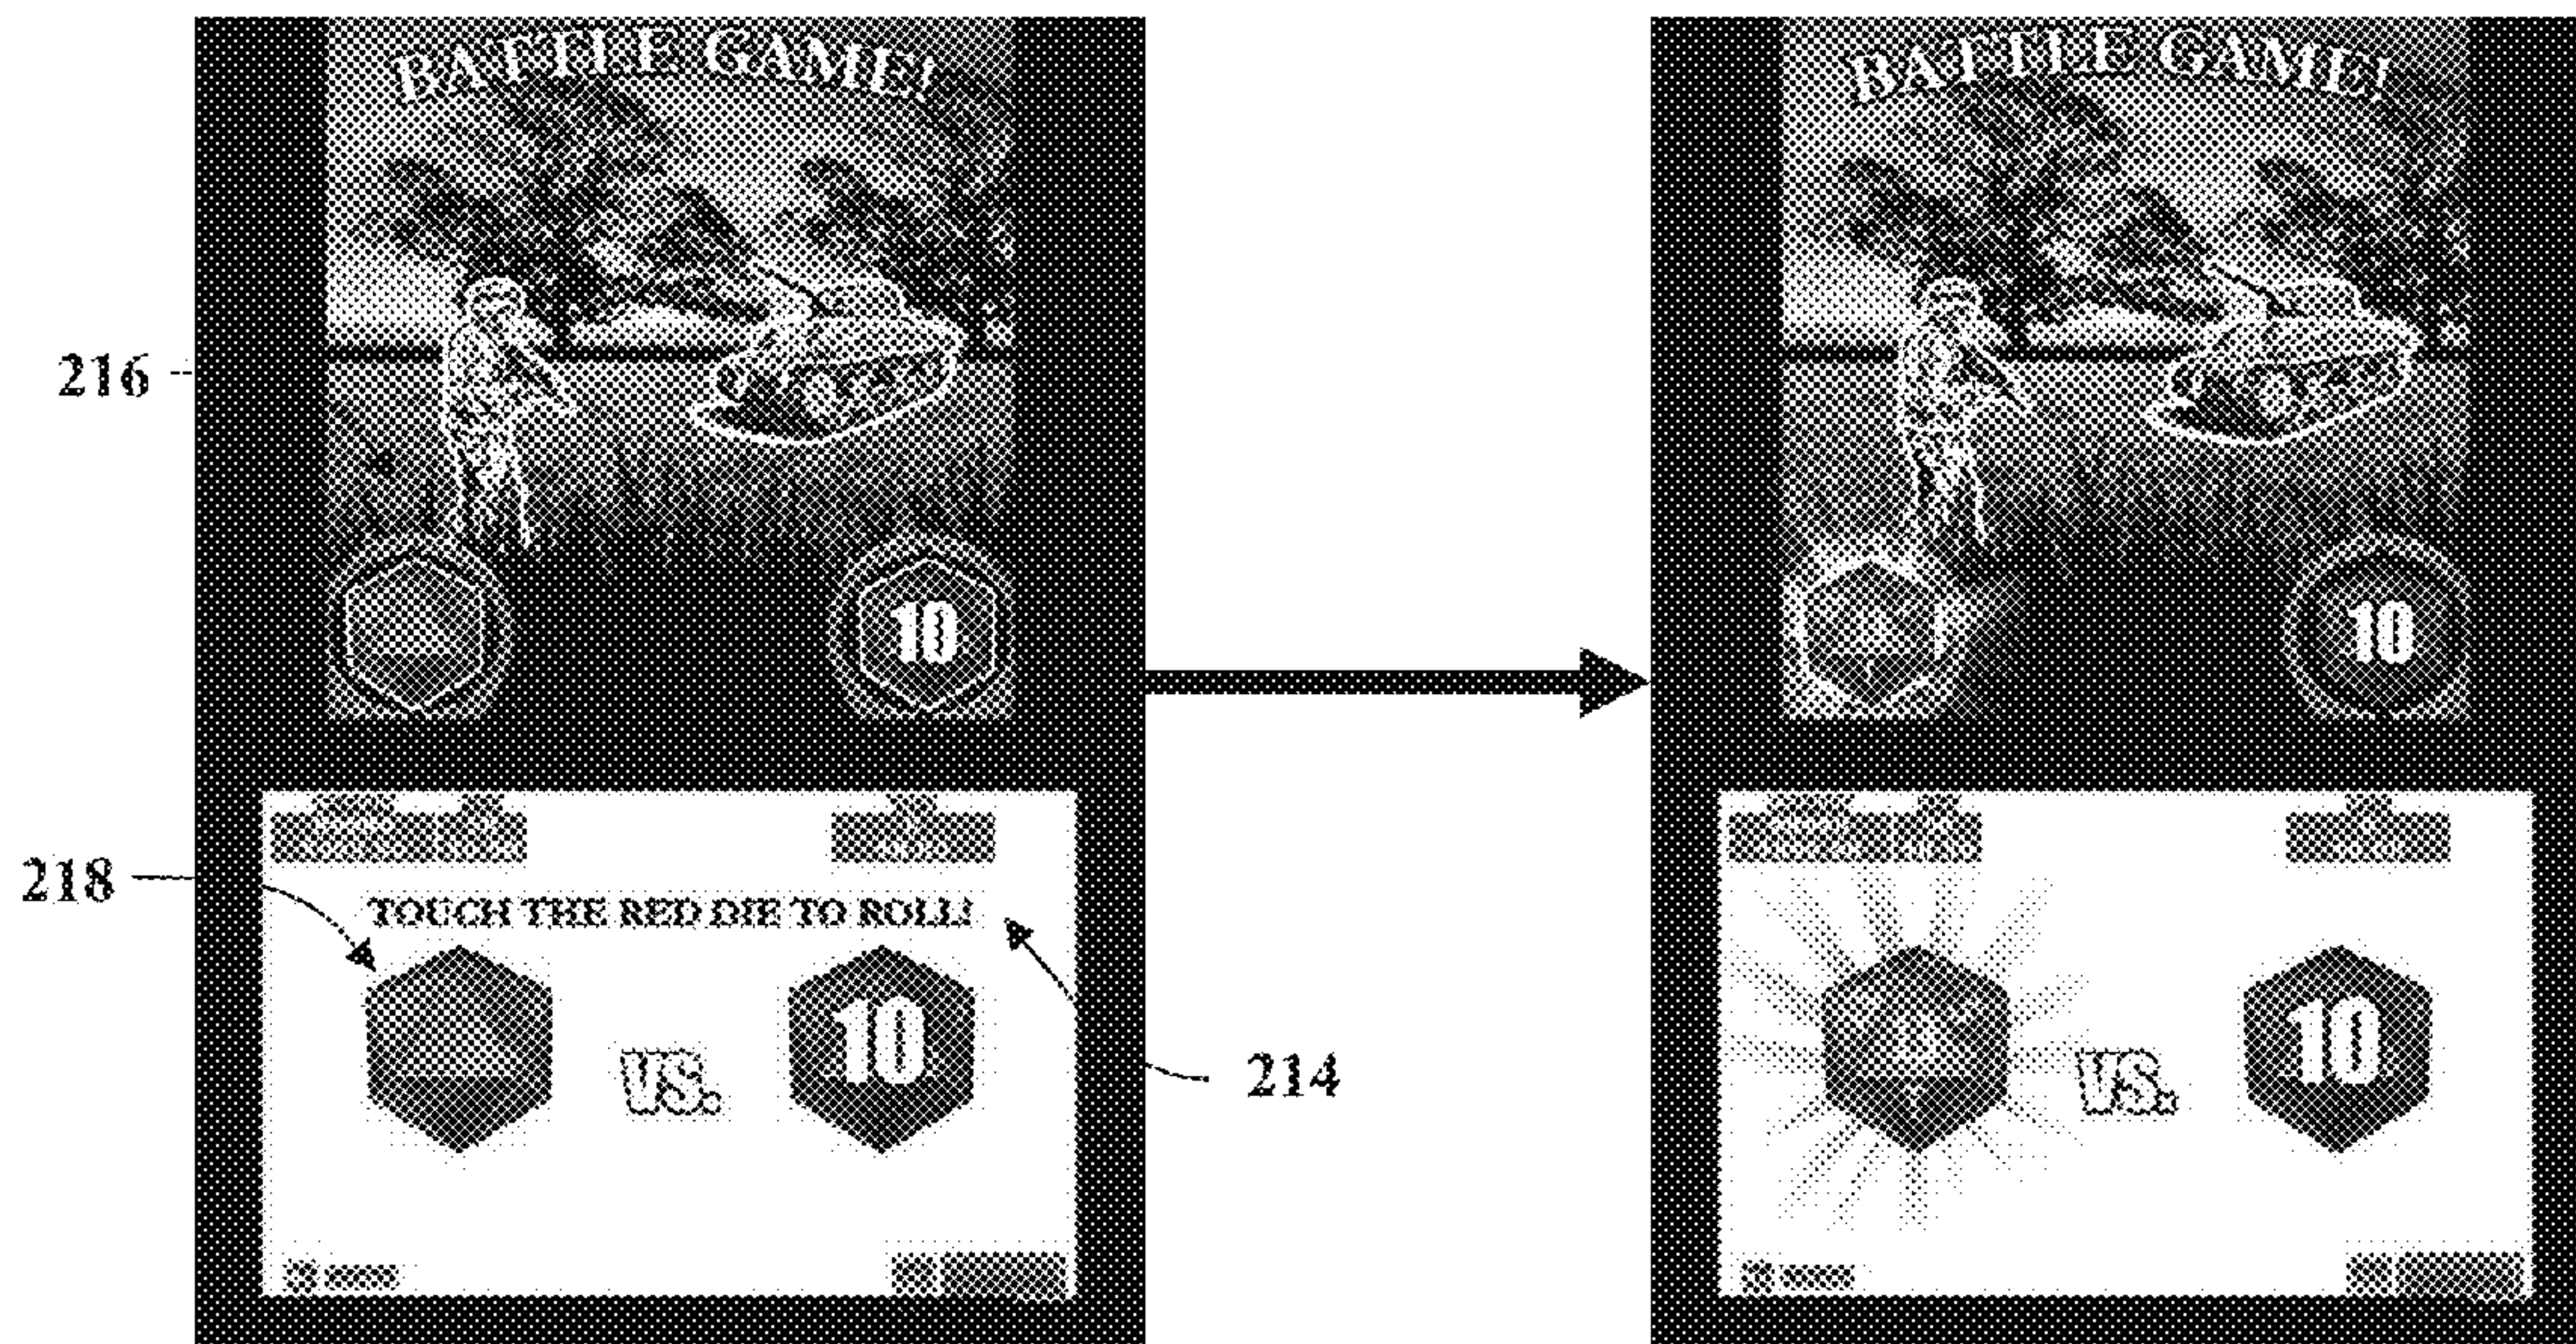 BATTLE GAME!
BATTLE GAME!
216
10
10
218
TOUCH THE RED DIE TO ROLL!
10
VS.
214
10
VS.